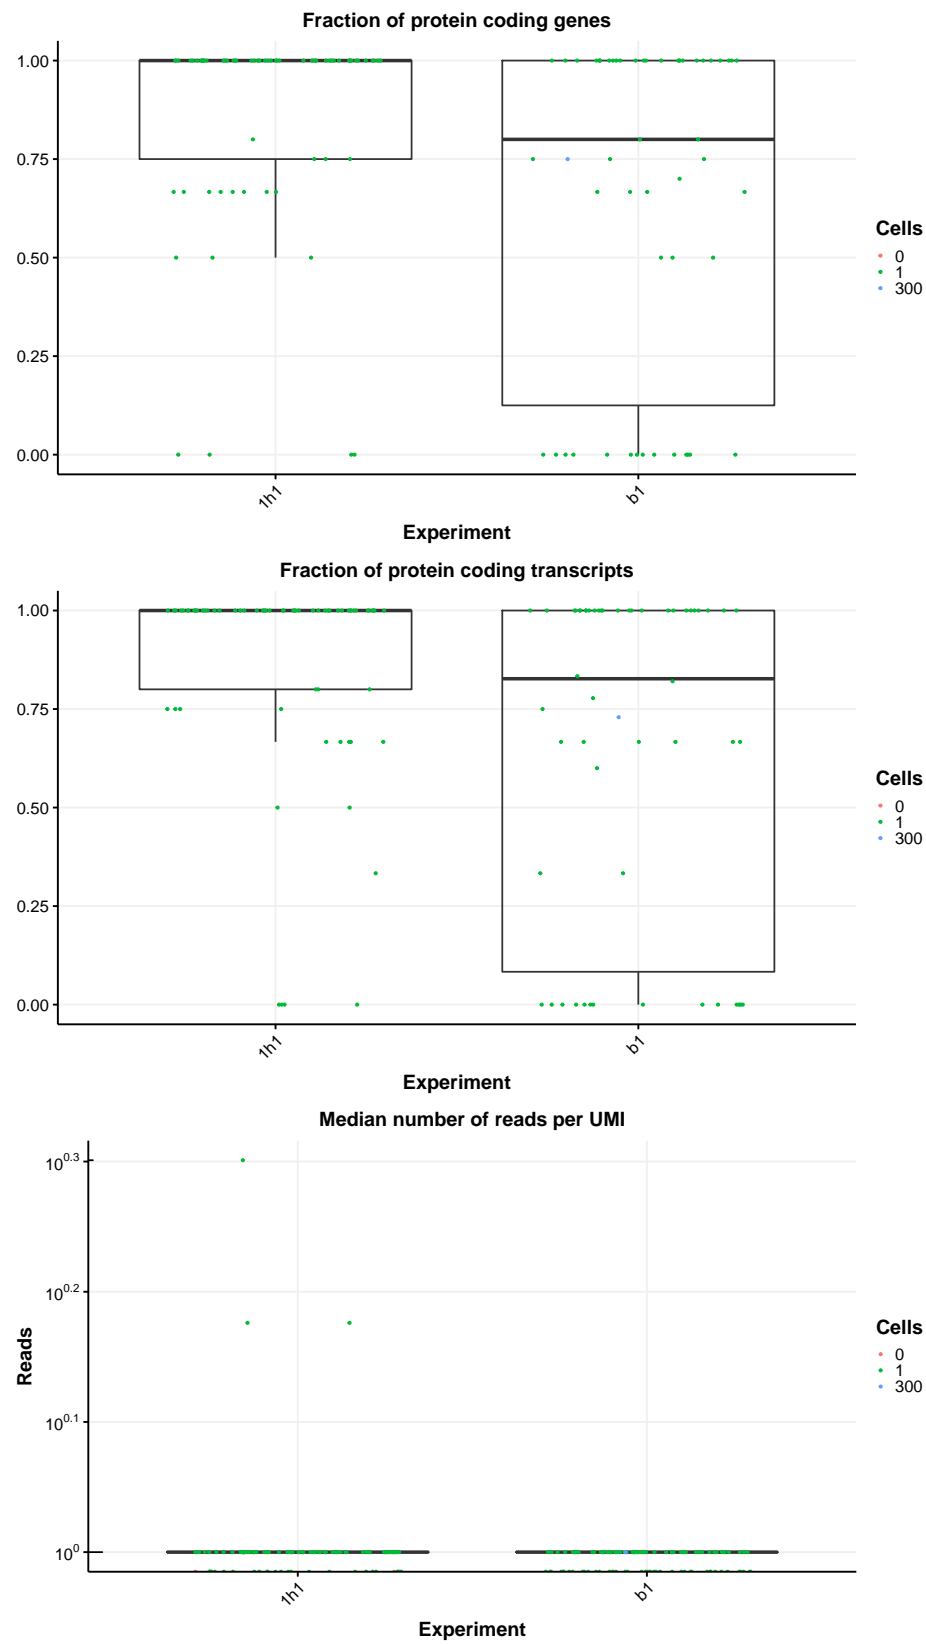 Fraction of protein coding genes
1.00
0.75
0.50
0.25
0.00
1h1
b1
Experiment
Cells
0
1
300
Fraction of protein coding transcripts
1.00
0.75
0.50
0.25
0.00
1h1
b1
Experiment
Cells
0
1
300
Median number of reads per UMI
Reads
10^0.3
10^0.2
10^0.1
10^0
1h1
b1
Experiment
Cells
0
1
300